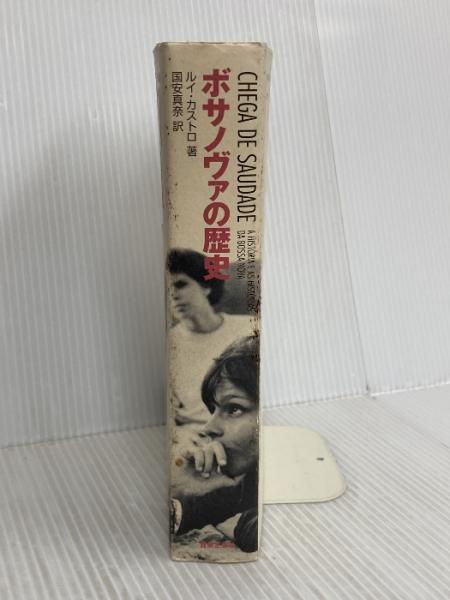 CHEGA DE SAUDADE
A HISTÓRIA E AS HISTÓRIAS
DA BOSSA NOVA
ボサノヴァの歴史
ルイ・カストロ 著
国安真奈 訳